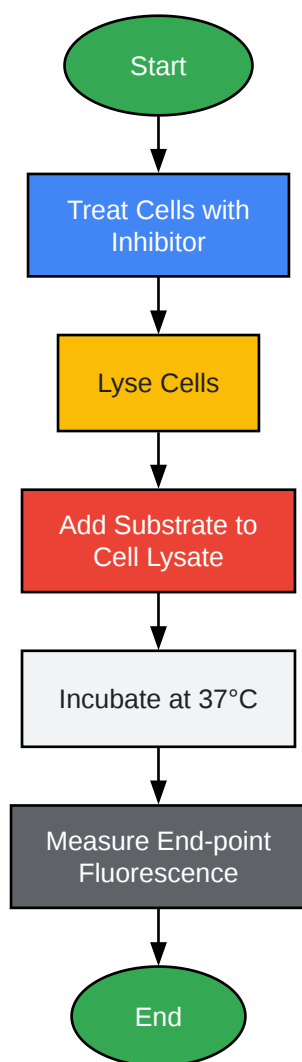 Start
Treat Cells with
Inhibitor
Lyse Cells
Add Substrate to
Cell Lysate
Incubate at 37°C
Measure End-point
Fluorescence
End